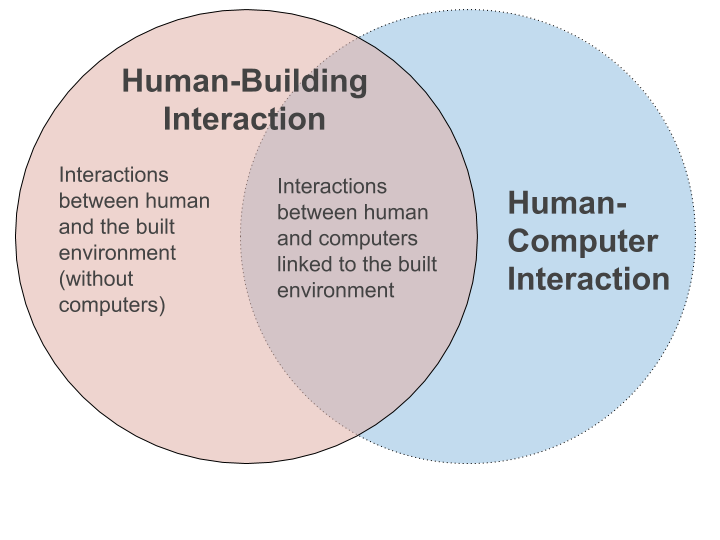 Human-Building
Interaction
Interactions
between human
and the built
environment
(without
computers)
Interactions
between human
and computers
linked to the built
environment
Human-
Computer
Interaction